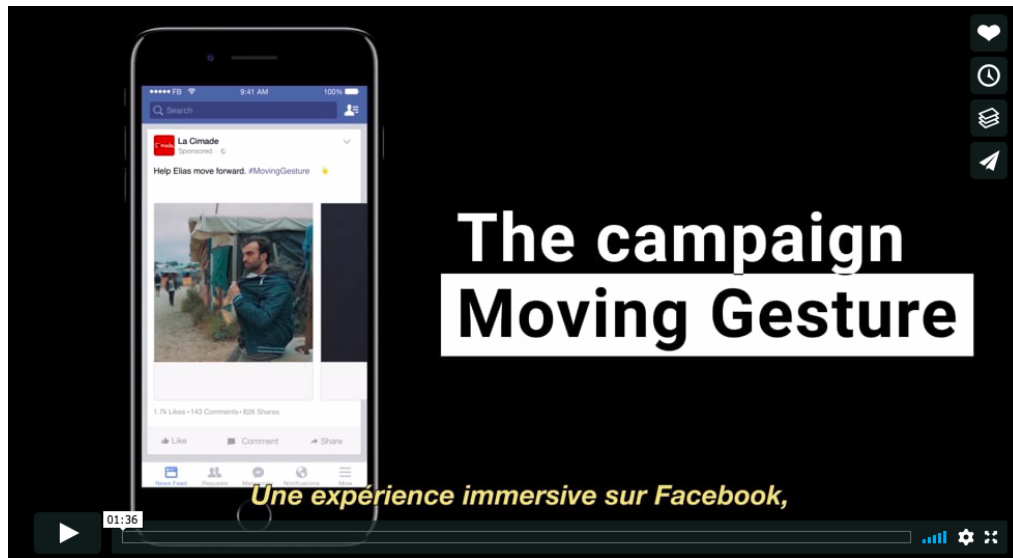 FB
9:41 AM
100%
Search
La Cimade
Sponsored
Help Elias move forward. #MovingGesture
The campaign
Moving Gesture
1.7k Likes • 143 Comments • 828 Shares
Like
Comment
Share
News Feed
Requests
Notifications
More
Une expérience immersive sur Facebook,
01:36